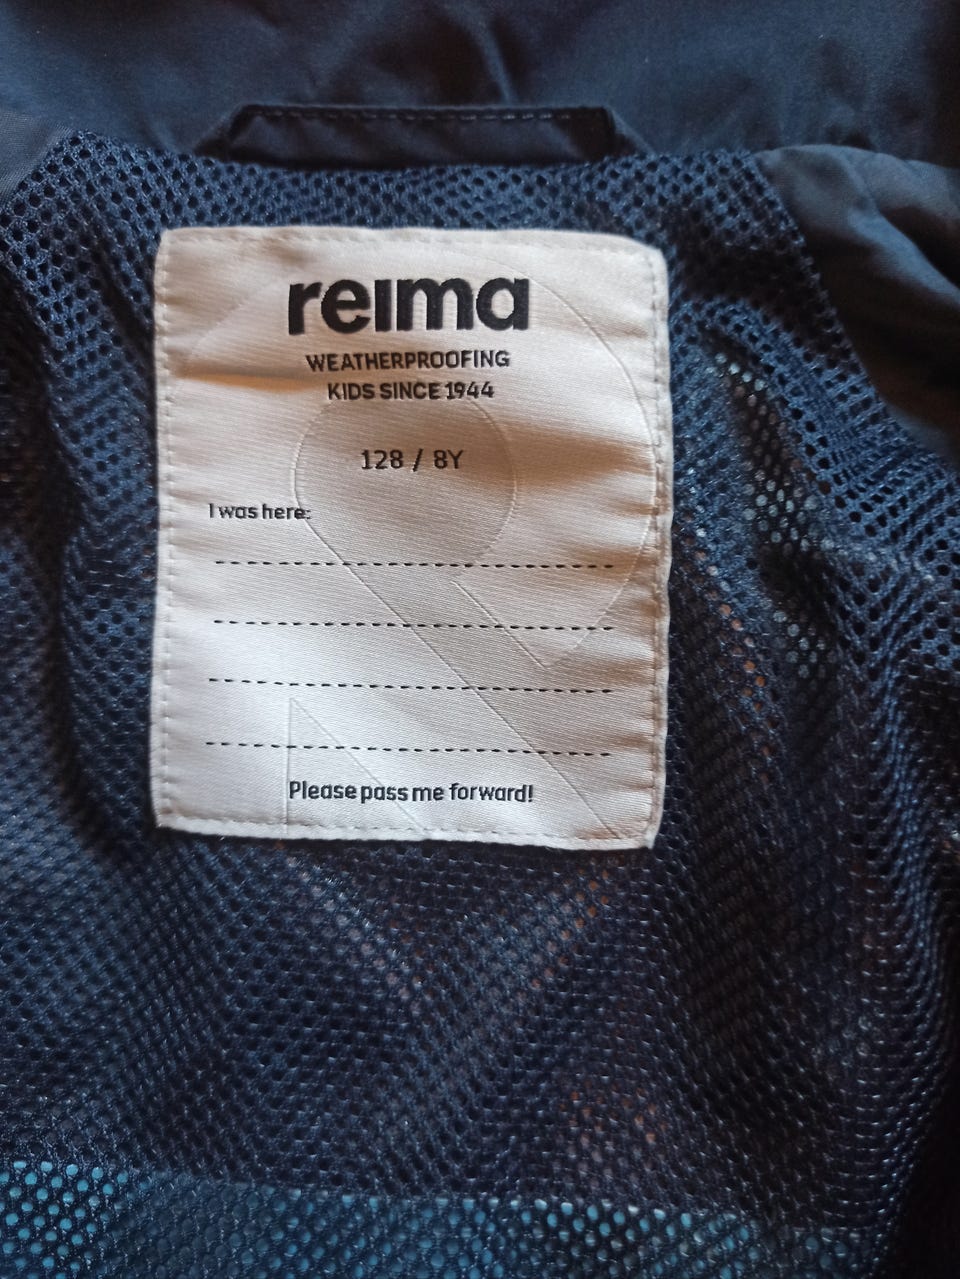 reima
WEATHERPROOFING
KIDS SINCE 1944
128 / 8Y
I was here:
Please pass me forward!